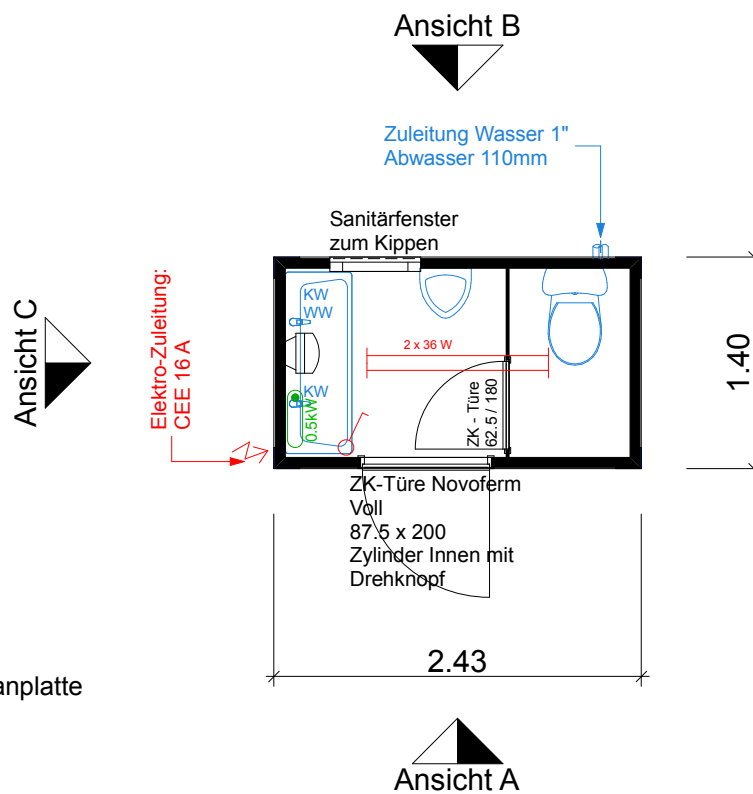 Ansicht B
Zuleitung Wasser 1"
Abwasser 110mm
Sanitärfenster
zum Kippen
Ansicht C
Elektro-Zuleitung:
CEE 16 A
KW
WW
KW
0.5kW
2 x 36 W
ZK - Türe
62.5 / 180
1.40
ZK-Türe Novoferm
Voll
87.5 x 200
Zylinder Innen mit
Drehknopf
2.43
anplatte
Ansicht A